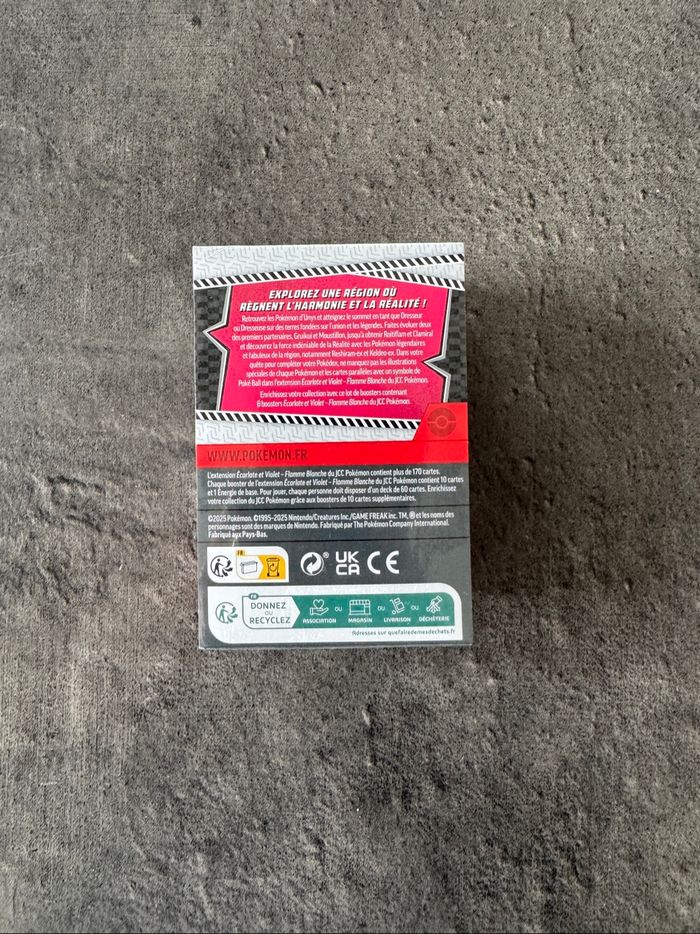 EXPLOREZ UNE RÉGION OÙ
RÈGNENT L'HARMONIE ET LA RÉALITÉ !
Retrouvez les Pokémon d'Unys et atteignez le sommet en tant que Dresseur
ou Dresseuse sur des terres fondées sur l'union et les légendes. Faites évoluer deux
des premiers partenaires, Gruikui et Moustillon, jusqu'à obtenir Roitiflam et Clamiral
et découvrir la force indéniable de la Réalité avec les Pokémon légendaires
et fabuleux de la région, notamment Reshiram-ex et Keldeo-ex. Dans votre
quête pour compléter votre Pokédex, ne manquez pas les illustrations
spéciales de chaque Pokémon et les cartes parallèles avec un symbole de
Poké Ball dans l'extension Écarlate et Violet – Flamme Blanche du JCC Pokémon.
Enrichissez votre collection avec ce lot de boosters contenant
6 boosters Écarlate et Violet – Flamme Blanche du JCC Pokémon.
WWW.POKEMON.FR
L'extension Écarlate et Violet – Flamme Blanche du JCC Pokémon contient plus de 170 cartes.
Chaque booster de l'extension Écarlate et Violet – Flamme Blanche du JCC Pokémon contient 10 cartes
et 1 Énergie de base. Pour jouer, chaque personne doit disposer d'un deck de 60 cartes. Enrichissez
votre collection du JCC Pokémon grâce aux boosters de 10 cartes supplémentaires.
©2025 Pokémon. ©1995-2025 Nintendo/Creatures Inc./GAME FREAK inc. TM, ® et les noms des
personnages sont des marques de Nintendo. Fabriqué par The Pokémon Company International.
Fabriqué aux Pays-Bas.
FR
® UK
CA CE
FR
DONNEZ
OU
RECYCLEZ
ASSOCIATION OU MAGASIN OU LIVRAISON OU DÉCHÈTERIE
Adresses sur quefairedemesdechets.fr